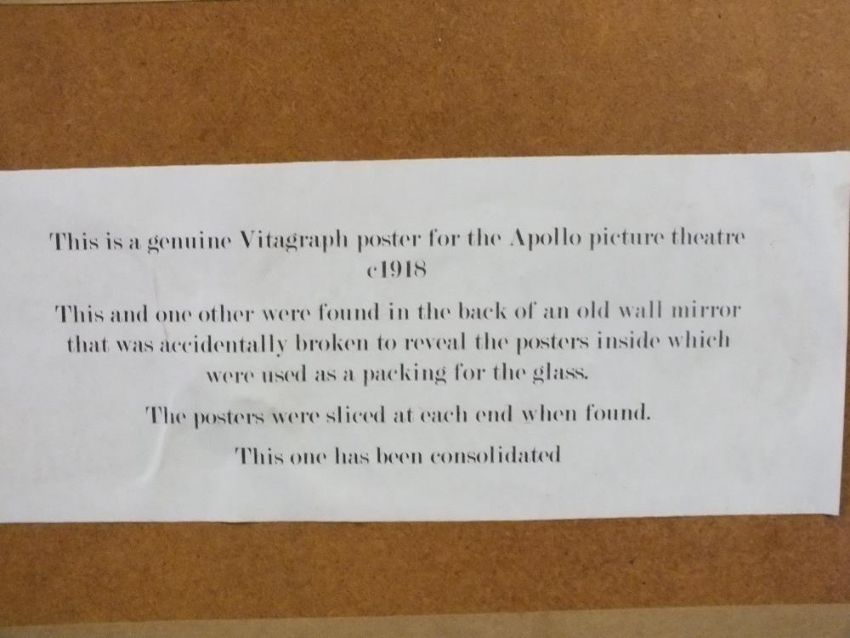 This is a genuine Vitagraph poster for the Apollo picture theatre
c1918
This and one other were found in the back of an old wall mirror
that was accidentally broken to reveal the posters inside which
were used as a packing for the glass.
The posters were sliced at each end when found.
This one has been consolidated